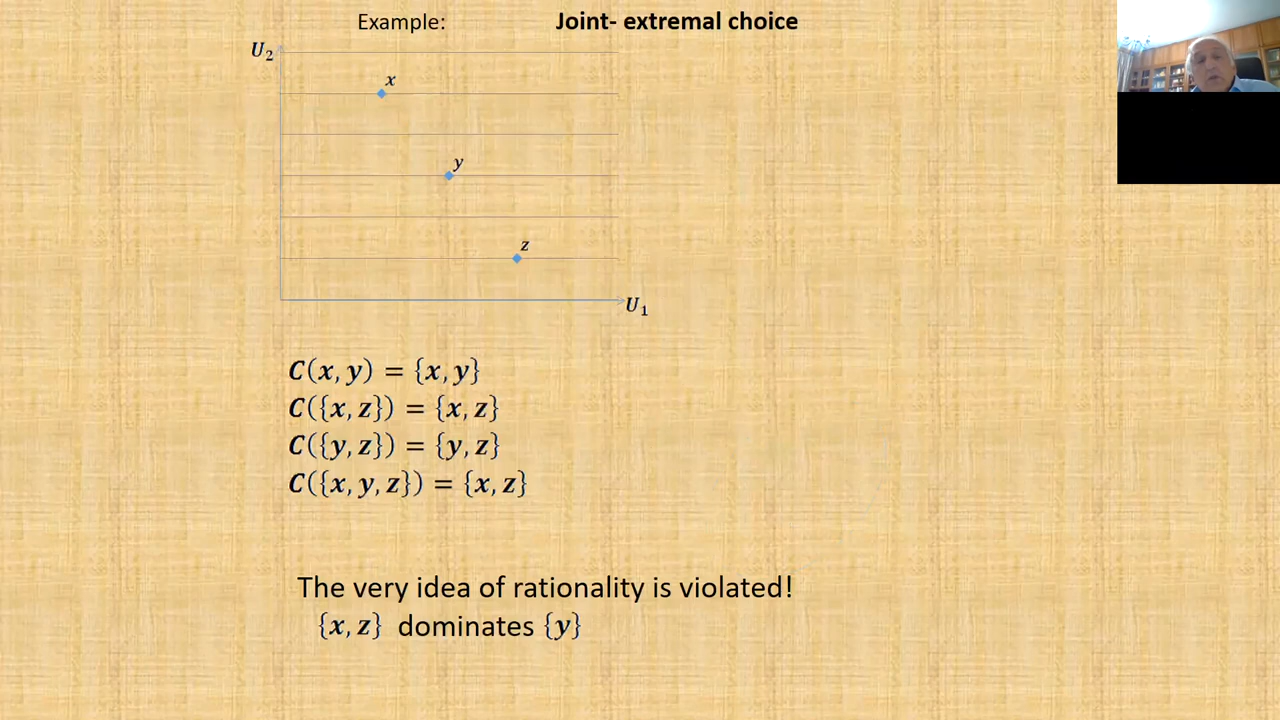 Example: Joint- extremal choice
U₂
x
y
z
U₁
C(x, y) = {x, y}
C({x, z}) = {x, z}
C({y, z}) = {y, z}
C({x, y, z}) = {x, z}
The very idea of rationality is violated!
{x, z} dominates {y}